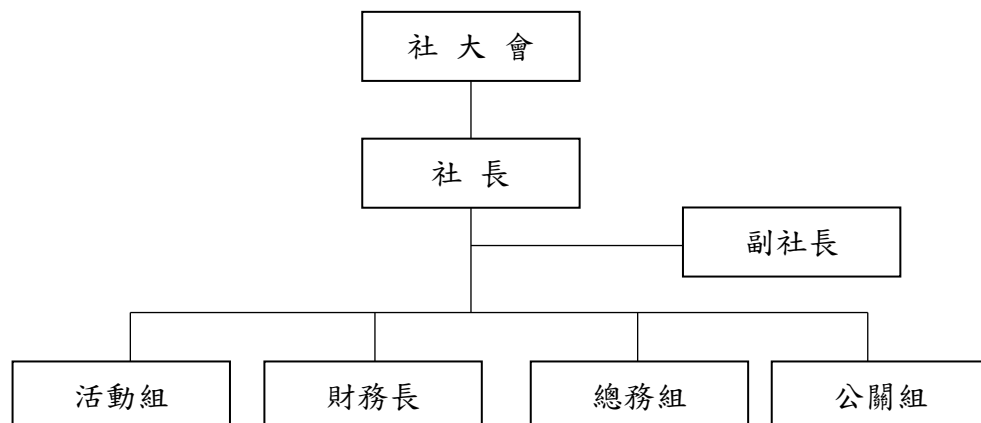 社 大 會
社 長
副社長
活動組
財務長
總務組
公關組